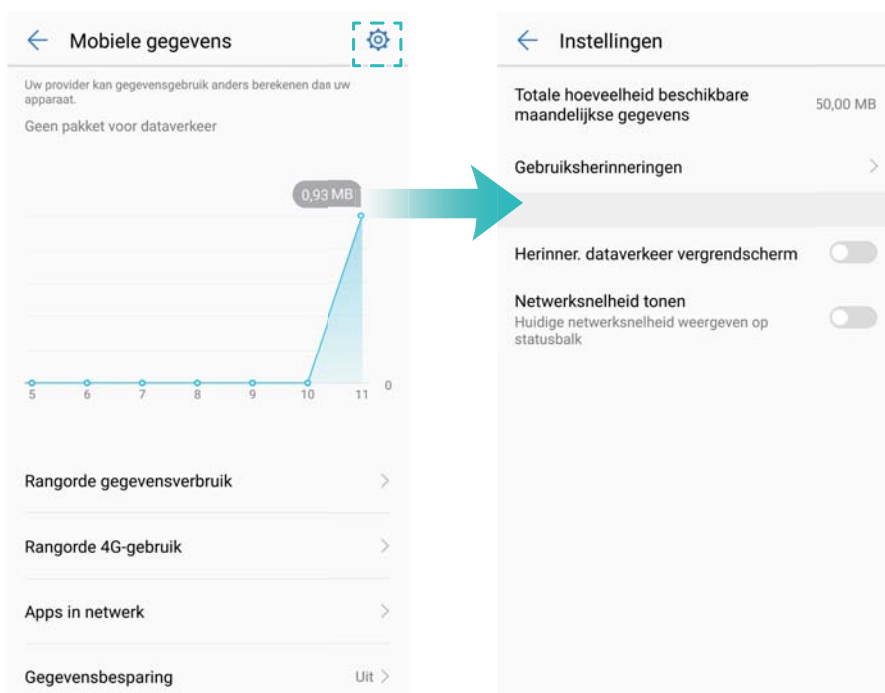 Mobiele gegevens
Uw provider kan gegevensgebruik anders berekenen dan uw
apparaat.
Geen pakket voor dataverkeer
0,93 MB
0
5 6 7 8 9 10 11
Rangorde gegevensverbruik
Rangorde 4G-gebruik
Apps in netwerk
Gegevensbesparing Uit
Instellingen
Totale hoeveelheid beschikbare
maandelijkse gegevens
50,00 MB
Gebruiksherinneringen
Herinner. dataverkeer vergrendscherm
Netwerksnelheid tonen
Huidige netwerksnelheid weergeven op
statusbalk